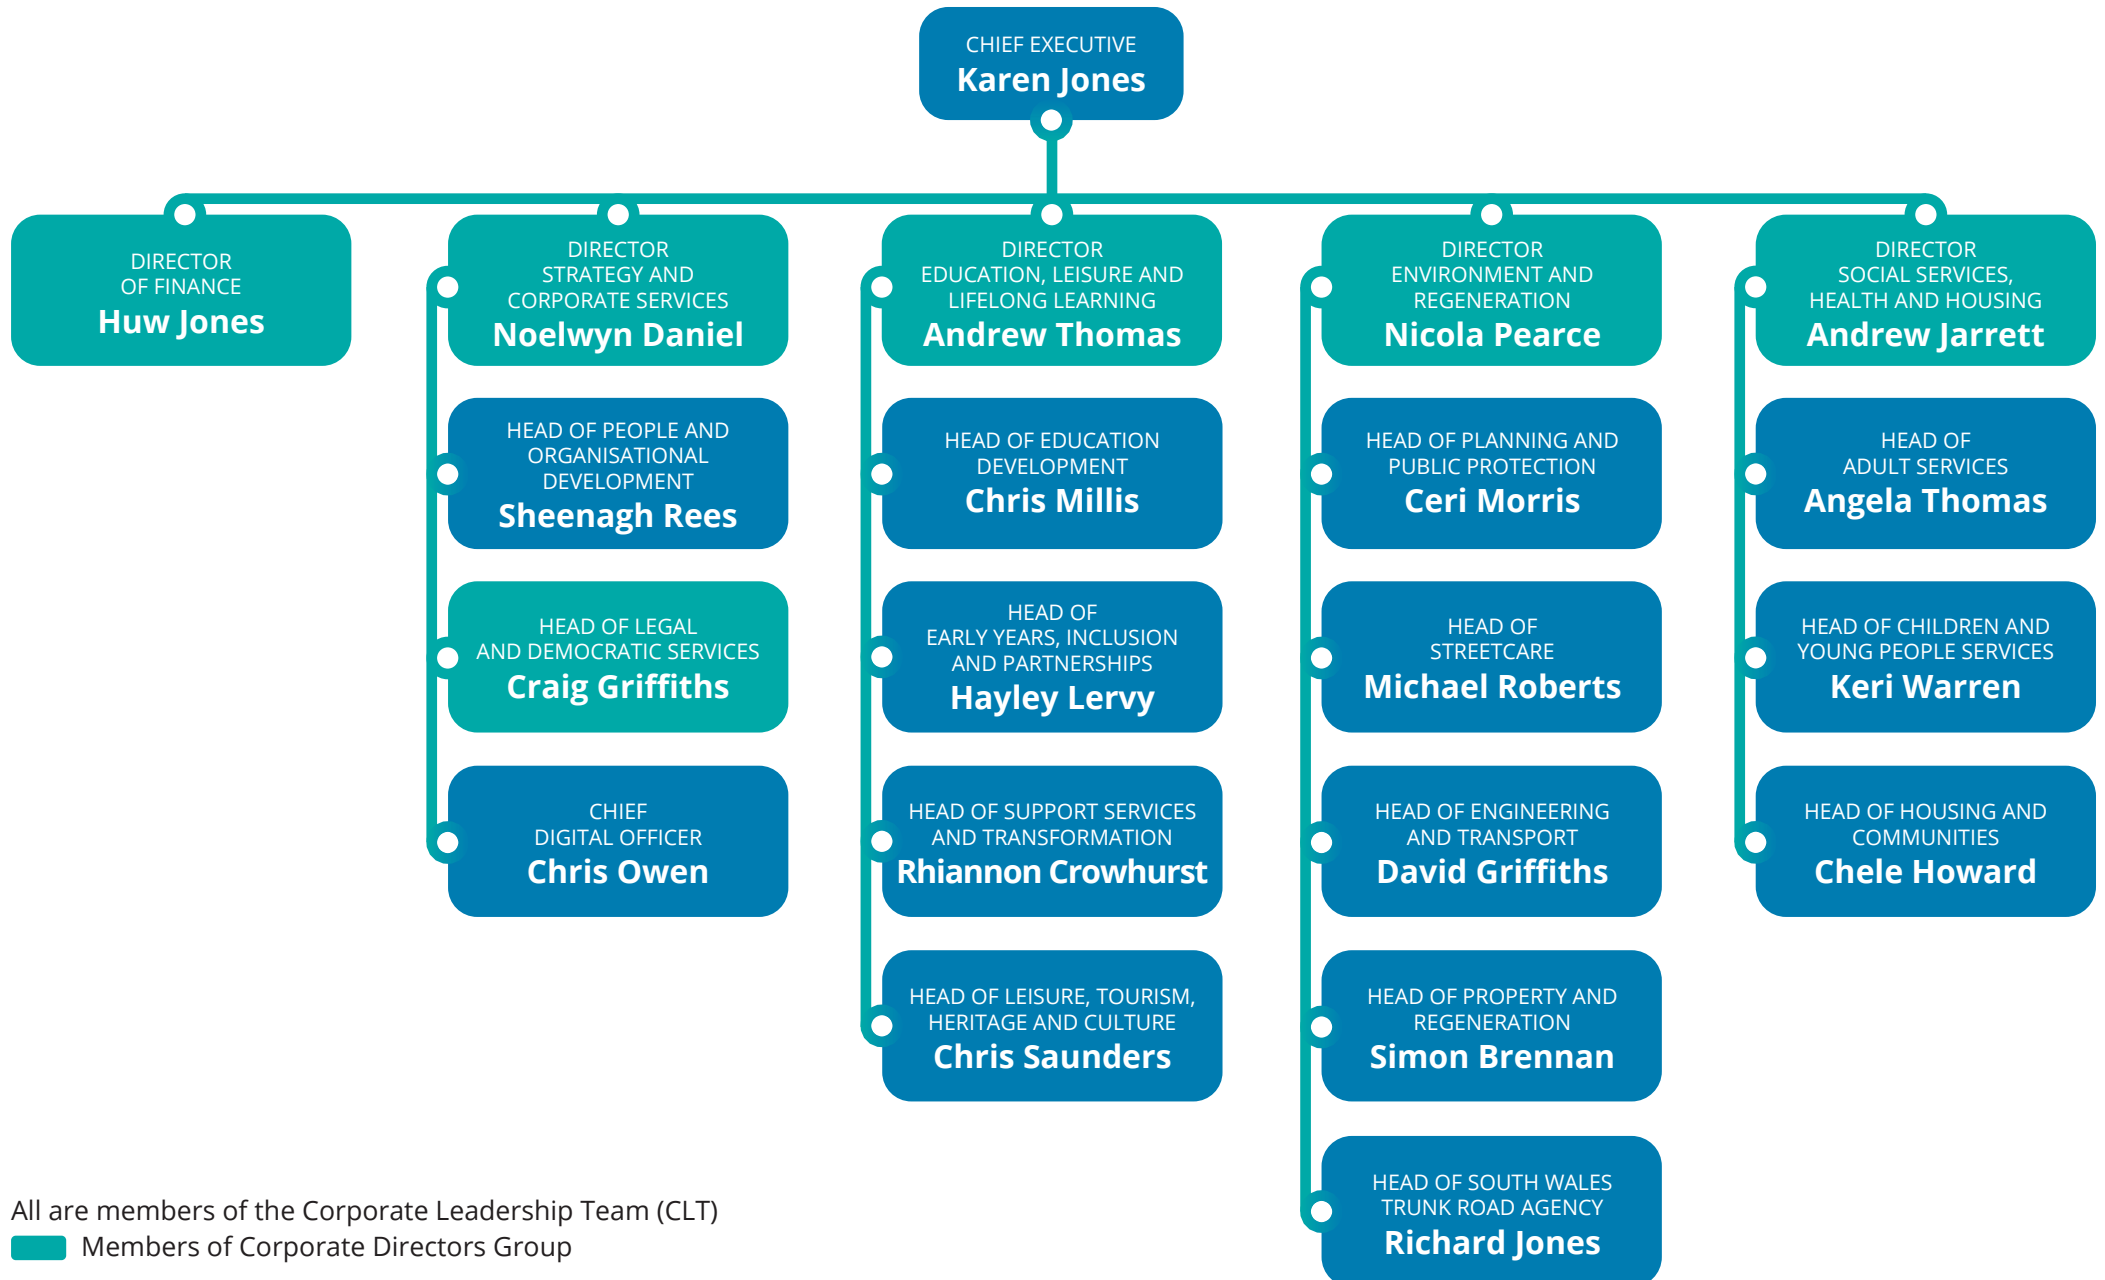 CHIEF EXECUTIVE
Karen Jones
DIRECTOR
OF FINANCE
Huw Jones
DIRECTOR
STRATEGY AND
CORPORATE SERVICES
Noelwyn Daniel
HEAD OF PEOPLE AND
ORGANISATIONAL
DEVELOPMENT
Sheenagh Rees
HEAD OF LEGAL
AND DEMOCRATIC SERVICES
Craig Griffiths
CHIEF
DIGITAL OFFICER
Chris Owen
DIRECTOR
EDUCATION, LEISURE AND
LIFELONG LEARNING
Andrew Thomas
HEAD OF EDUCATION
DEVELOPMENT
Chris Millis
HEAD OF
EARLY YEARS, INCLUSION
AND PARTNERSHIPS
Hayley Lervy
HEAD OF SUPPORT SERVICES
AND TRANSFORMATION
Rhiannon Crowhurst
HEAD OF LEISURE, TOURISM,
HERITAGE AND CULTURE
Chris Saunders
DIRECTOR
ENVIRONMENT AND
REGENERATION
Nicola Pearce
HEAD OF PLANNING AND
PUBLIC PROTECTION
Ceri Morris
HEAD OF
STREETCARE
Michael Roberts
HEAD OF ENGINEERING
AND TRANSPORT
David Griffiths
HEAD OF PROPERTY AND
REGENERATION
Simon Brennan
HEAD OF SOUTH WALES
TRUNK ROAD AGENCY
Richard Jones
DIRECTOR
SOCIAL SERVICES,
HEALTH AND HOUSING
Andrew Jarrett
HEAD OF
ADULT SERVICES
Angela Thomas
HEAD OF CHILDREN AND
YOUNG PEOPLE SERVICES
Keri Warren
HEAD OF HOUSING AND
COMMUNITIES
Chele Howard
All are members of the Corporate Leadership Team (CLT)
Members of Corporate Directors Group